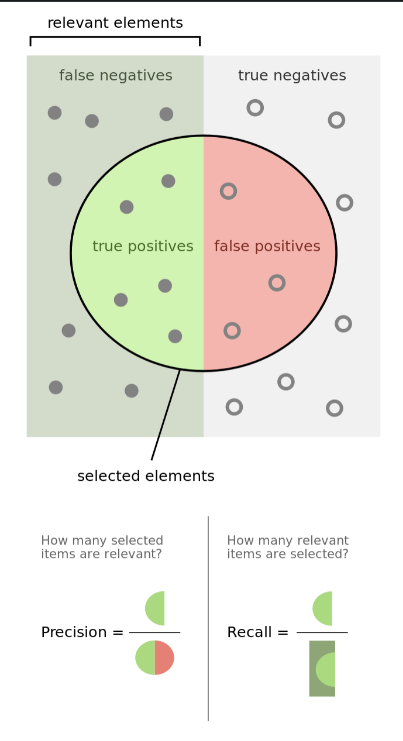 relevant elements
false negatives
true negatives
true positives
false positives
selected elements
How many selected
items are relevant?
How many relevant
items are selected?
Precision =
Recall =